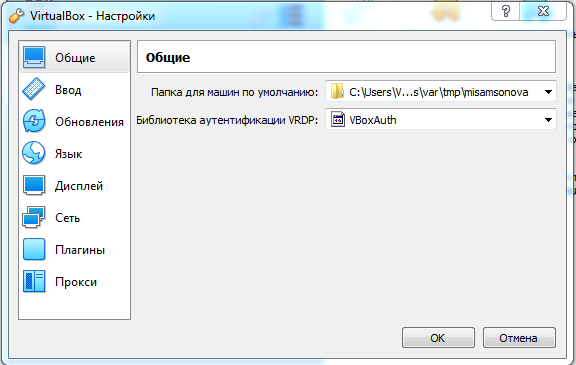 VirtualBox - Настройки
Общие
Ввод
Обновления
Язык
Дисплей
Сеть
Плагины
Прокси
Общие
Папка для машин по умолчанию: C:\Users\V...s\var\tmp\misamsonova
Библиотека аутентификации VRDP: VBoxAuth
OK
Отмена